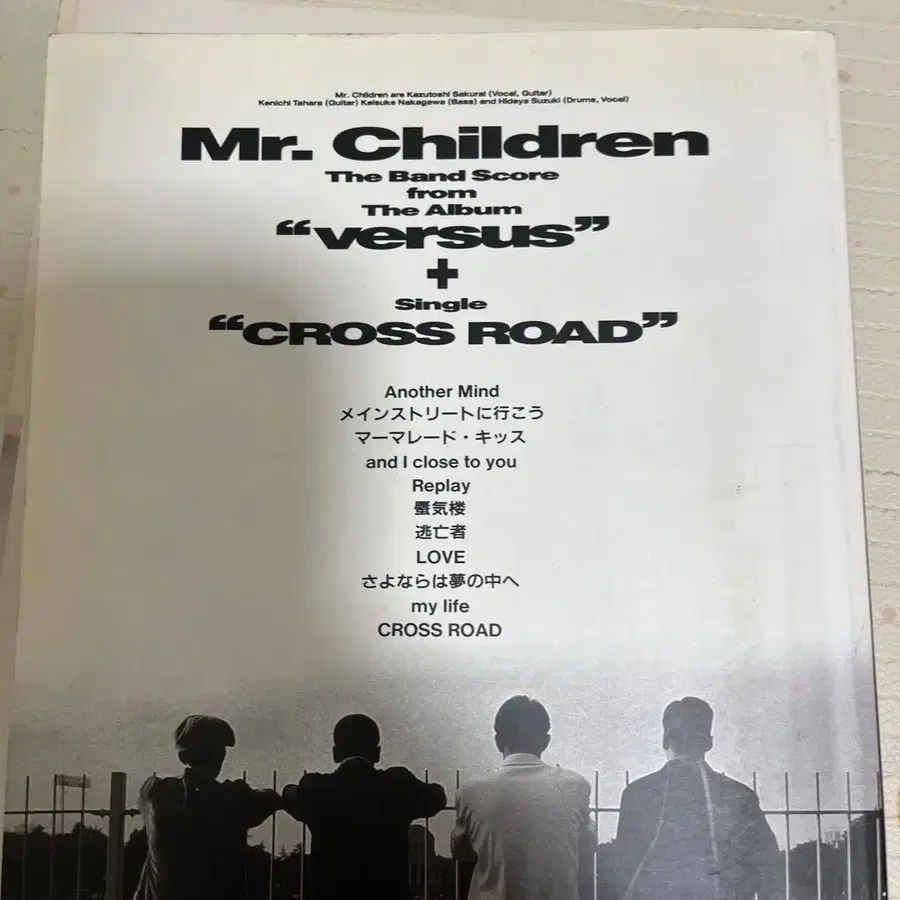 Mr. Children are Kazutoshi Sakurai (Vocal, Guitar)
Kenichi Tahara (Guitar) Keisuke Nakagawa (Bass) and Hideya Suzuki (Drums, Vocal)
Mr. Children
The Band Score
from
The Album
“versus”
+
Single
“CROSS ROAD”
Another Mind
メインストリートに行こう
マーマレード・キッス
and I close to you
Replay
蜃気楼
逃亡者
LOVE
さよならは夢の中へ
my life
CROSS ROAD